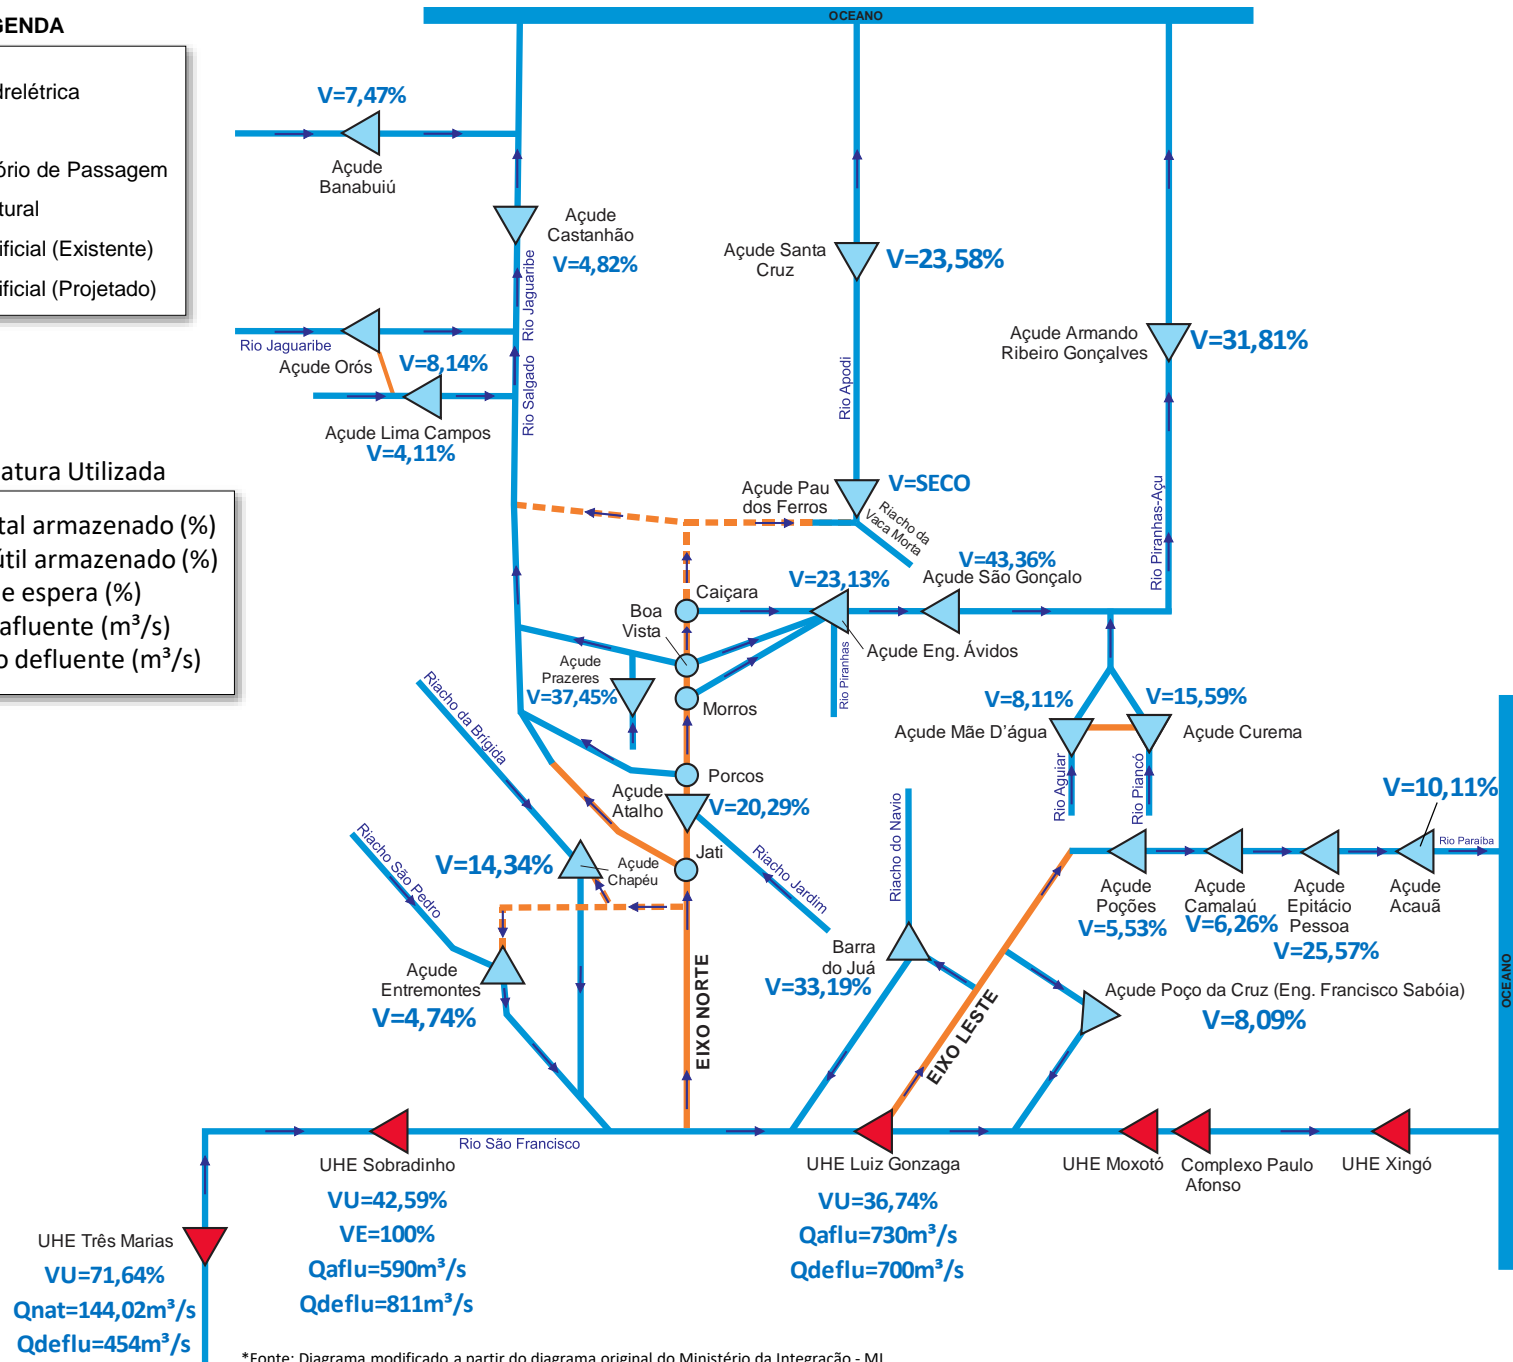 OCEANO
GENDA
drelétrica
ório de Passagem
tural
ificial (Existente)
ificial (Projetado)
V=7,47%
Açude
Banabuiú
Açude
Castanhão
V=4,82%
Rio Jaguaribe
Açude Santa
Cruz
V=23,58%
Açude Armando
Ribeiro Gonçalves
V=31,81%
Rio Jaguaribe
Açude Orós
V=8,14%
Rio Salgado
Rio Apodi
Açude Lima Campos
V=4,11%
atura Utilizada
tal armazenado (%)
útil armazenado (%)
e espera (%)
afluente (m³/s)
o defluente (m³/s)
Açude Pau
dos Ferros
V=SECO
Riacho da
Vaca Morta
Rio Piranhas-Açu
V=43,36%
Açude São Gonçalo
V=23,13%
Caiçara
Boa
Vista
Açude Eng. Ávidos
Rio Piranhas
Açude
Prazeres
V=37,45%
Morros
Riacho da Brígida
V=8,11%
Açude Mãe D'água
V=15,59%
Açude Curema
Rio Aguiar
Rio Piancó
Porcos
Açude
Atalho
V=20,29%
Riacho do Navio
V=10,11%
Riacho São Pedro
V=14,34%
Açude
Chapéu
Jati
Riacho Jardim
Rio Paraíba
Açude
Poções
V=5,53%
Açude
Camalaú
V=6,26%
Açude
Epitácio
Pessoa
V=25,57%
Açude
Acauã
Barra
do Juá
V=33,19%
Açude
Entremontes
V=4,74%
EIXO NORTE
EIXO LESTE
Açude Poço da Cruz (Eng. Francisco Sabóia)
V=8,09%
OCEANO
Rio São Francisco
UHE Sobradinho
VU=42,59%
VE=100%
Qaflu=590m³/s
Qdeflu=811m³/s
UHE Luiz Gonzaga
VU=36,74%
Qaflu=730m³/s
Qdeflu=700m³/s
UHE Moxotó
Complexo Paulo
Afonso
UHE Xingó
UHE Três Marias
VU=71,64%
Qnat=144,02m³/s
Qdeflu=454m³/s
*Fonte: Diagrama modificado a partir do diagrama original do Ministério da Integração - MI